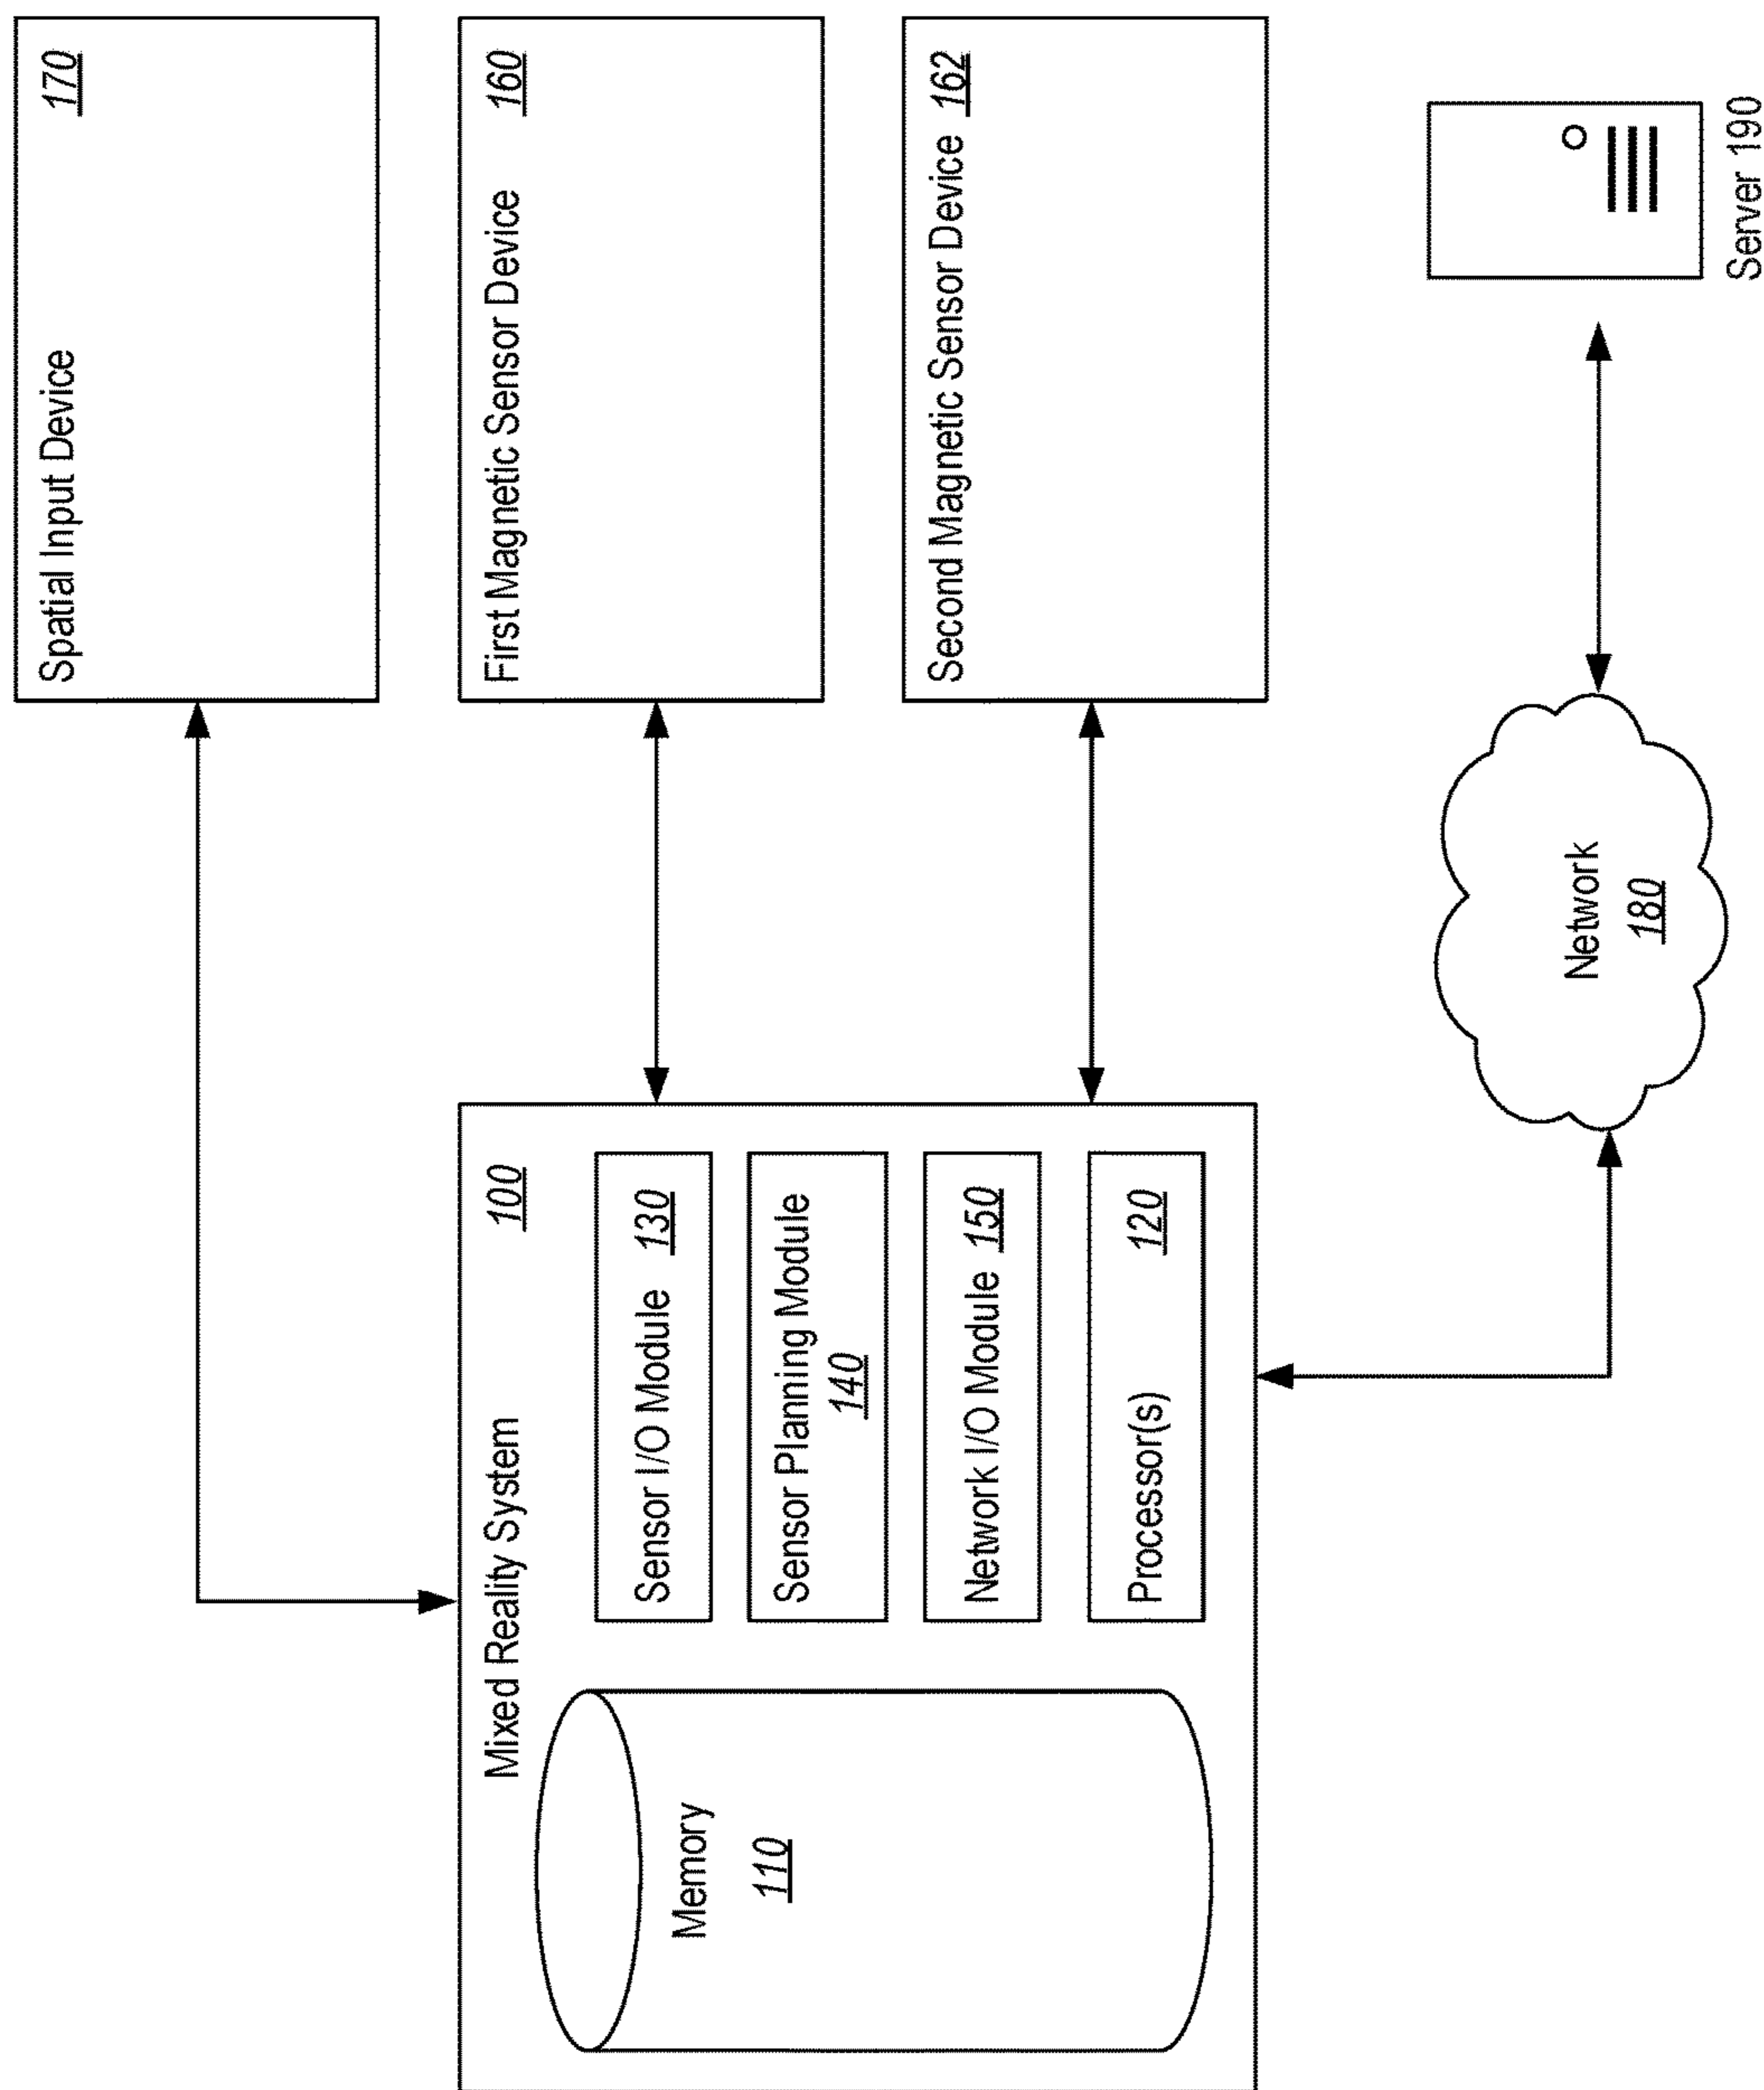 Spatial Input Device 170
Mixed Reality System 100
First Magnetic Sensor Device 160
Memory
110
Sensor I/O Module 130
Sensor Planning Module
140
Network I/O Module 150
Processor(s) 120
Second Magnetic Sensor Device 162
Network
180
Server 190